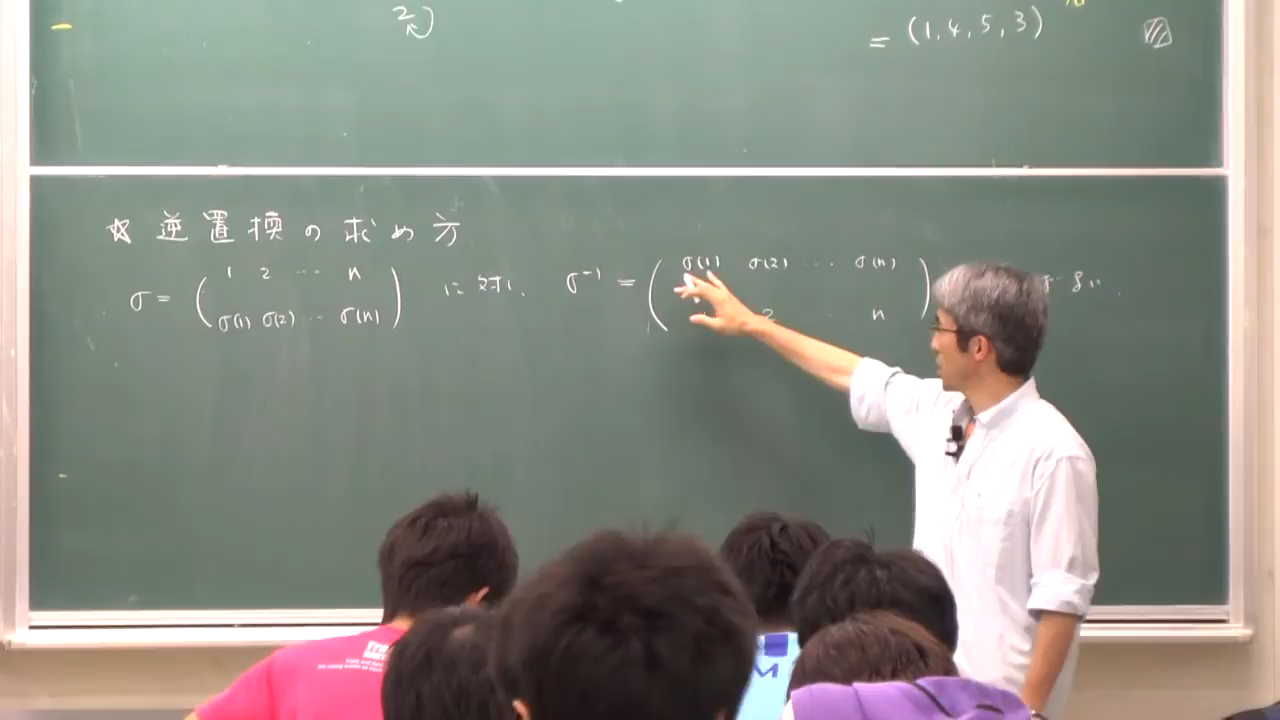 2
= (1, 4, 5, 3)
☆ 逆置換の求め方
σ = ( 1 2 … n ) に対し、 σ⁻¹ = ( σ(1) σ(2) … σ(n) )
( σ(1) σ(2) … σ(n) ) ( 2 … n )
M